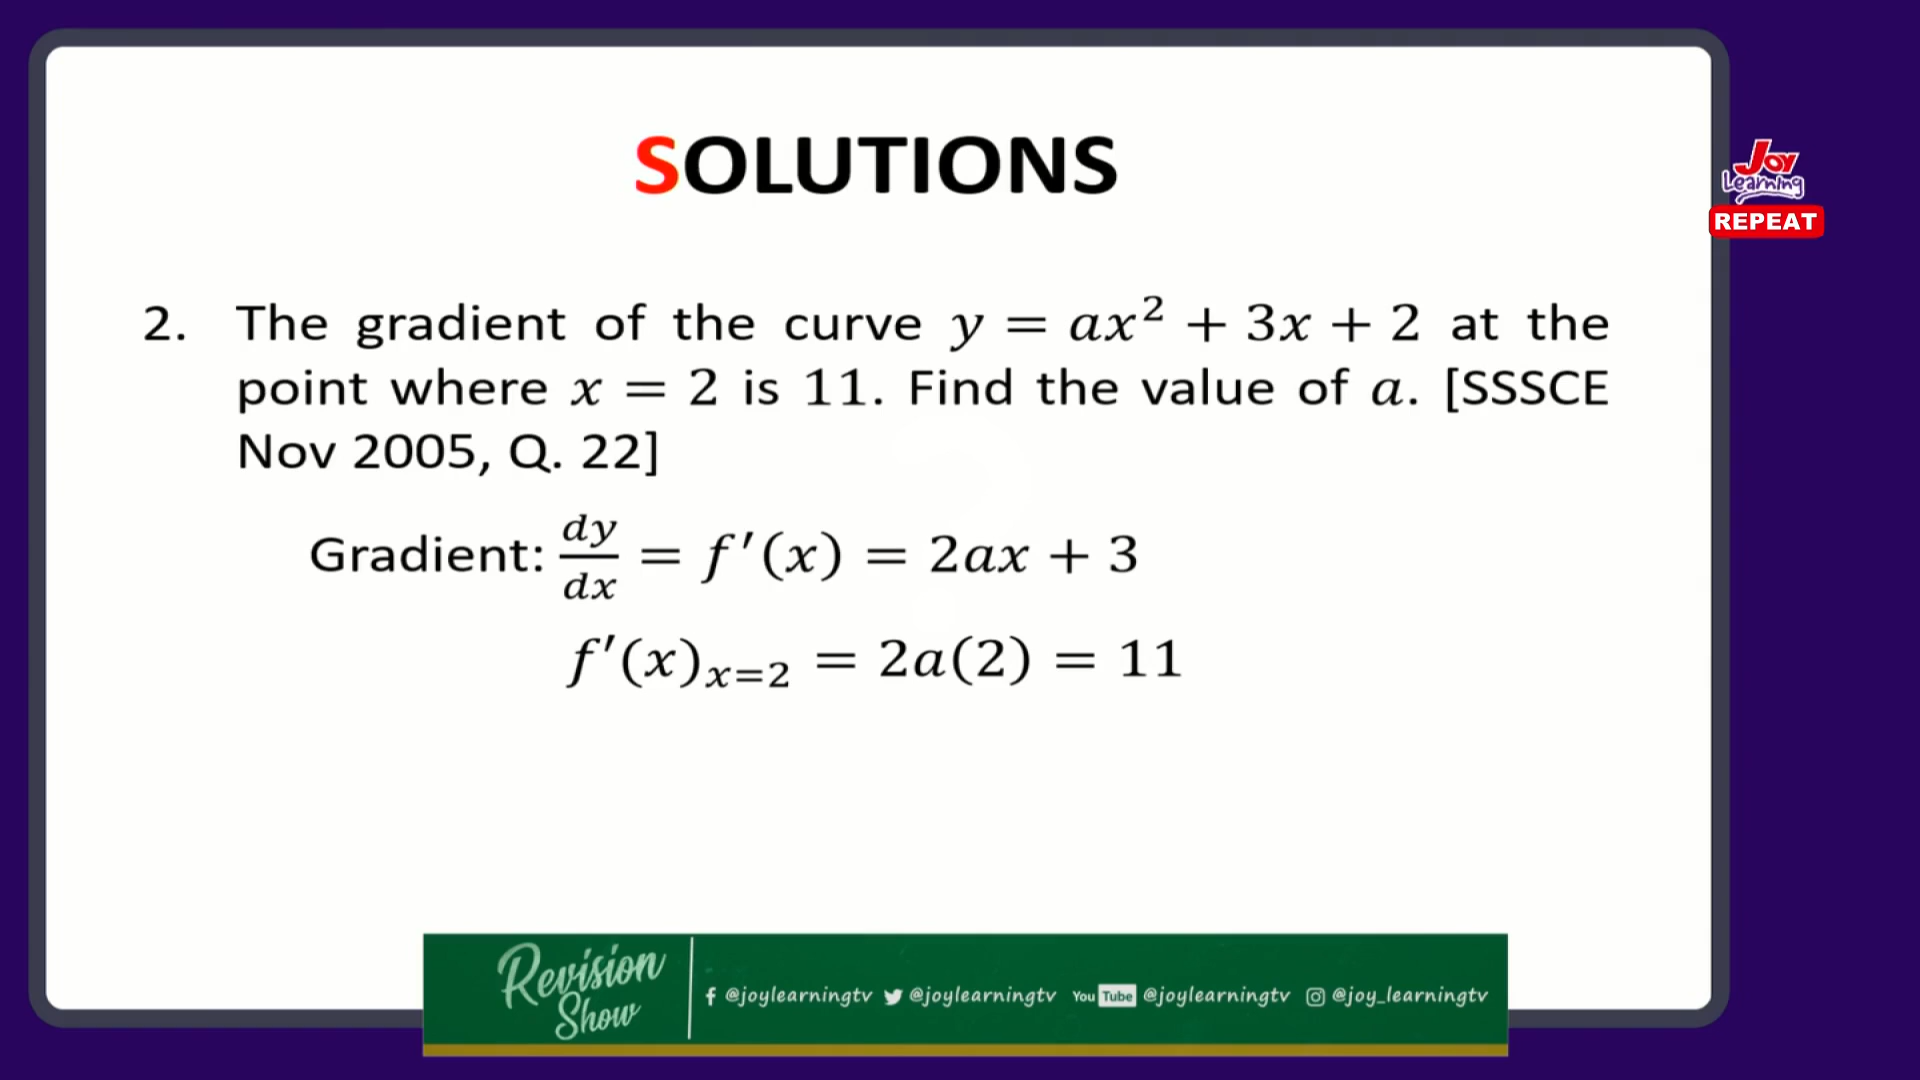 SOLUTIONS
Joy
Learning
REPEAT
2. The gradient of the curve y = ax² + 3x + 2 at the
point where x = 2 is 11. Find the value of a. [SSSCE
Nov 2005, Q. 22]
Gradient: dy/dx = f′(x) = 2ax + 3
f′(x)ₓ₌₂ = 2a(2) = 11
Revision
Show
f @joylearningtv @joylearningtv You Tube @joylearningtv @joy_learningtv